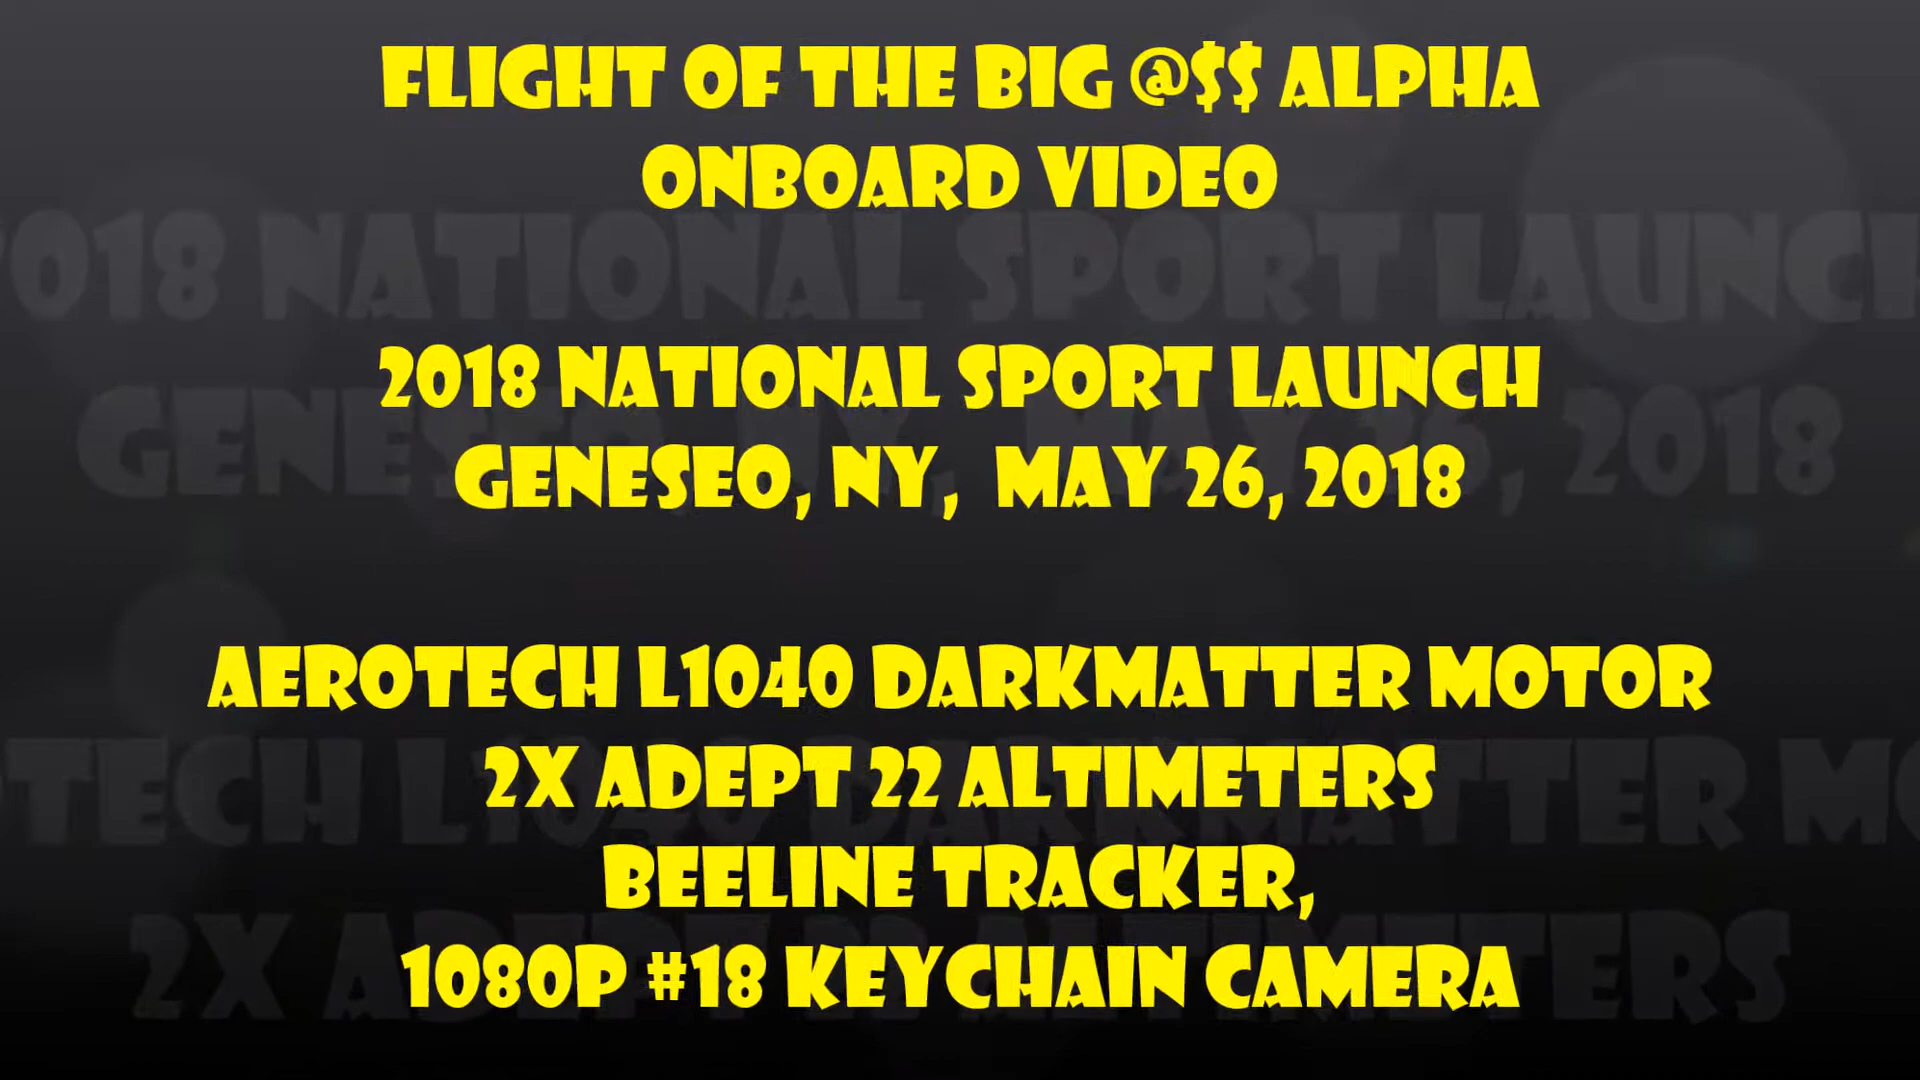 FLIGHT OF THE BIG @$$ ALPHA
ONBOARD VIDEO
2018 NATIONAL SPORT LAUNCH
GENESEO, NY, MAY 26, 2018
AEROTECH L1040 DARKMATTER MOTOR
2X ADEPT 22 ALTIMETERS
BEELINE TRACKER,
1080P #18 KEYCHAIN CAMERA